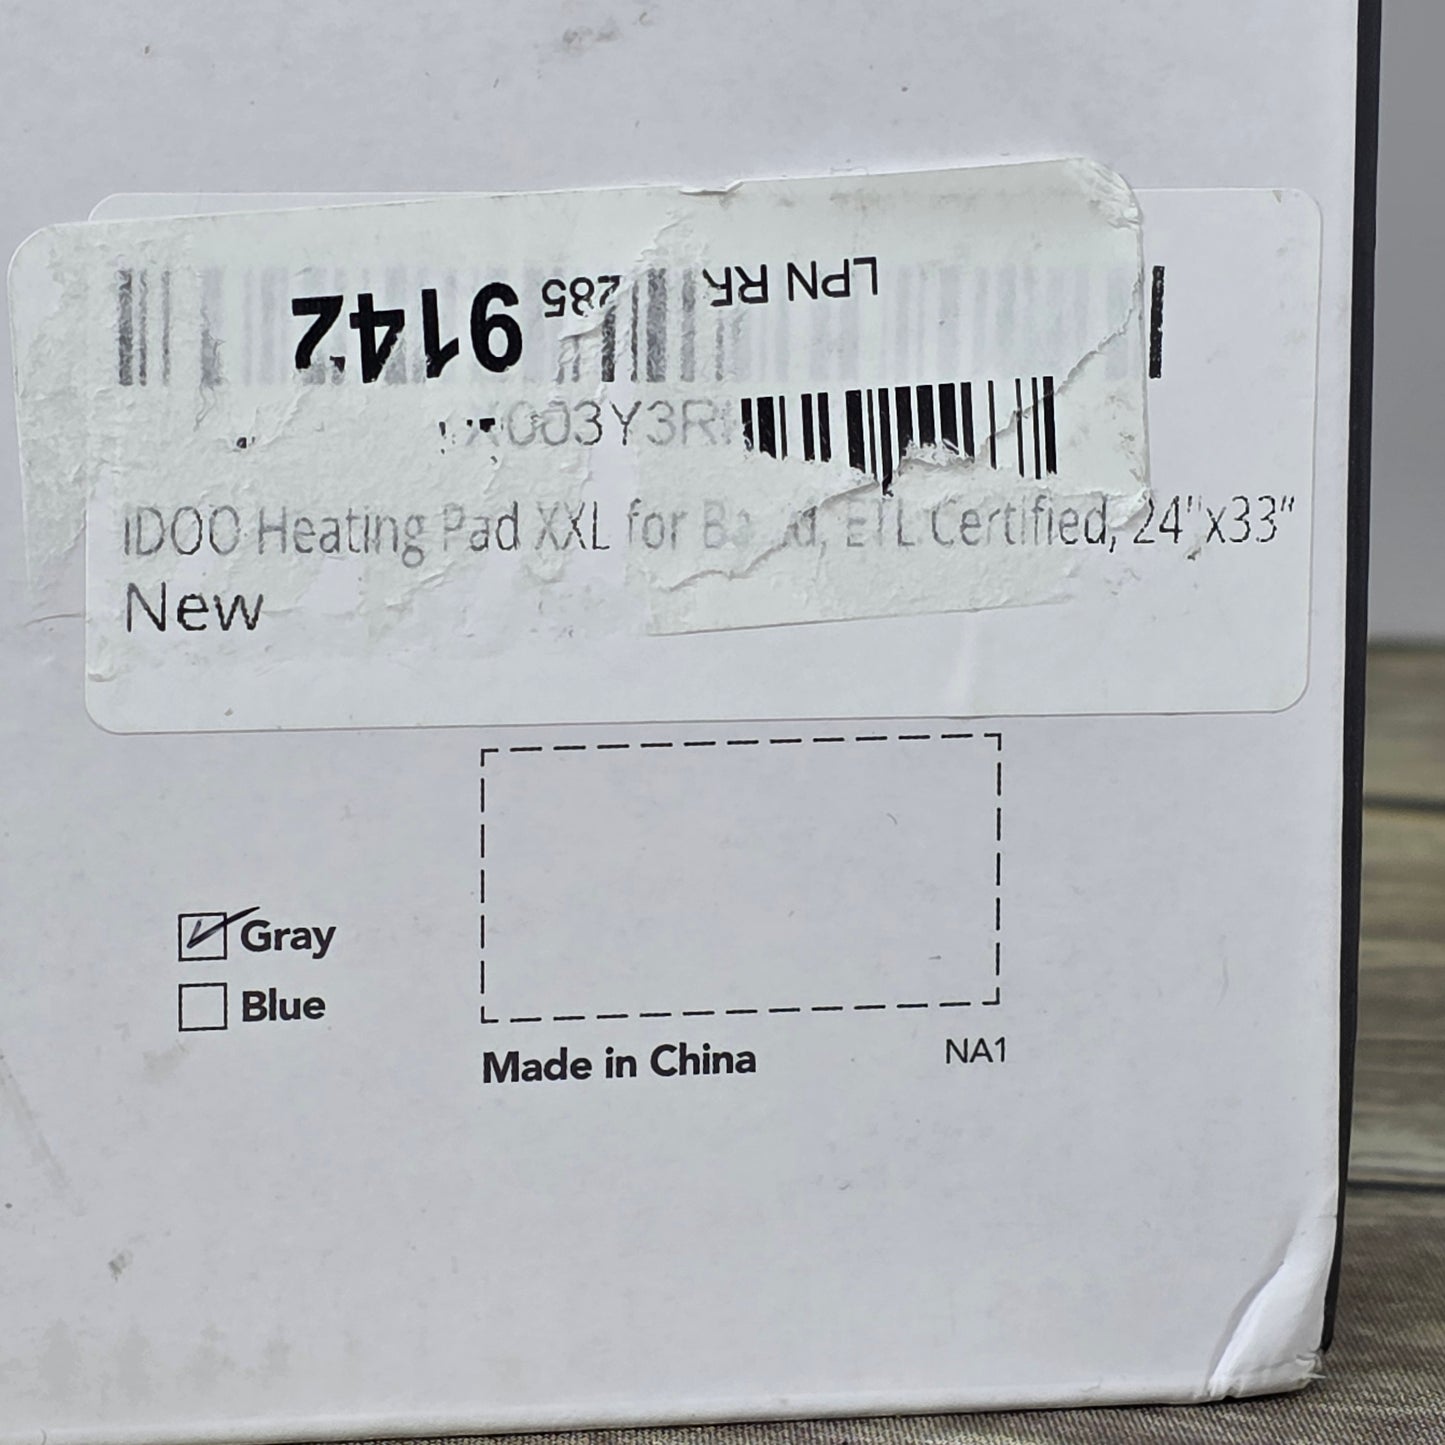 LPN RR
285 9142
X003Y3R
iDOO Heating Pad XXL for Ba d, ETL Certified, 24"x33"
New
Gray
Blue
Made in China
NA1